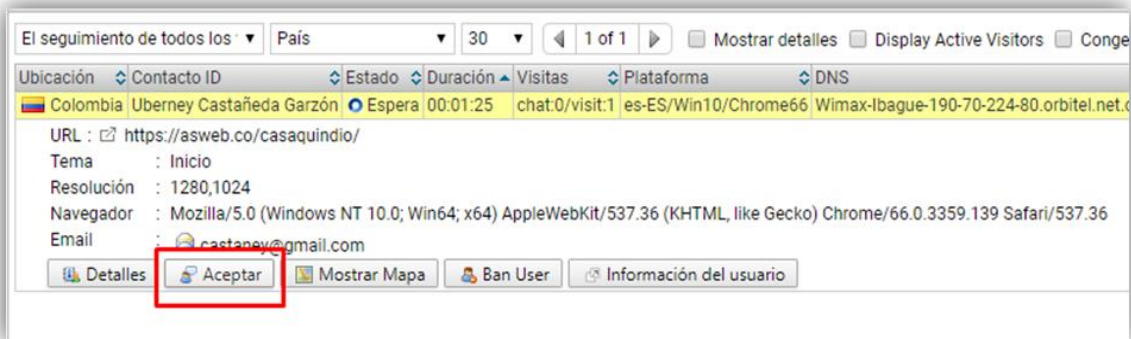 El seguimiento de todos los País 30 1 of 1 Mostrar detalles Display Active Visitors Conge
Ubicación Contacto ID Estado Duración Visitas Plataforma DNS
Colombia Uberney Castañeda Garzón Espera 00:01:25 chat:0/visit:1 es-ES/Win10/Chrome66 Wimax-Ibague-190-70-224-80.orbitel.net.c
URL : https://asweb.co/casaquindio/
Tema : Inicio
Resolución : 1280,1024
Navegador : Mozilla/5.0 (Windows NT 10.0; Win64; x64) AppleWebKit/537.36 (KHTML, like Gecko) Chrome/66.0.3359.139 Safari/537.36
Email : castaney@gmail.com
Detalles Aceptar Mostrar Mapa Ban User Información del usuario